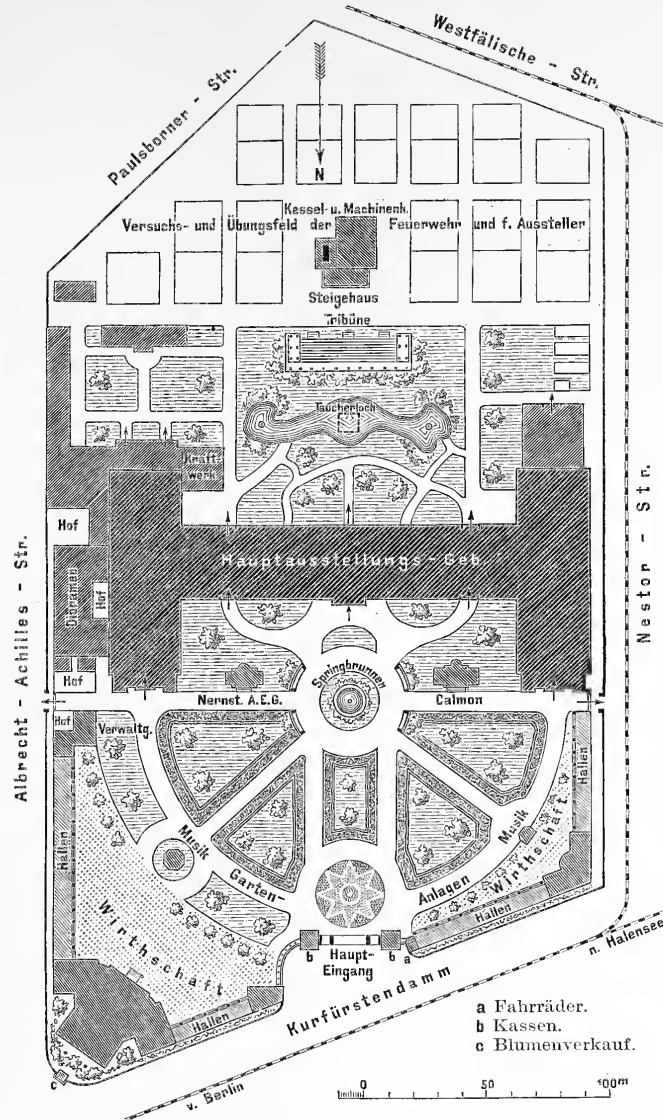 Westfälische - Str.
Paulsborner - Str.
N
Kessel- u. Machinenh.
Versuchs- und Übungsfeld der Feuerwehr und f. Aussteller
Steigehaus
Tribüne
Taucherloch
Kraft-
werk
Hof
Hauptausstellungs-Geb.
Dioramen
Hof
Albrecht - Achilles - Str.
Nestor - Str.
Hof
Springbrunnen
Nernst. A.E.G.
Calmon
Hof
Verwaltg.
Hallen
Hallen
Musik
Musik
Wirthschaft
Garten-
Anlagen
Wirthschaft
Hallen
b
Haupt-
Eingang
b
a
n. Halensee
Kurfürstendamm
Hallen
a Fahrräder.
b Kassen.
c Blumenverkauf.
c
v. Berlin
0 50 100m